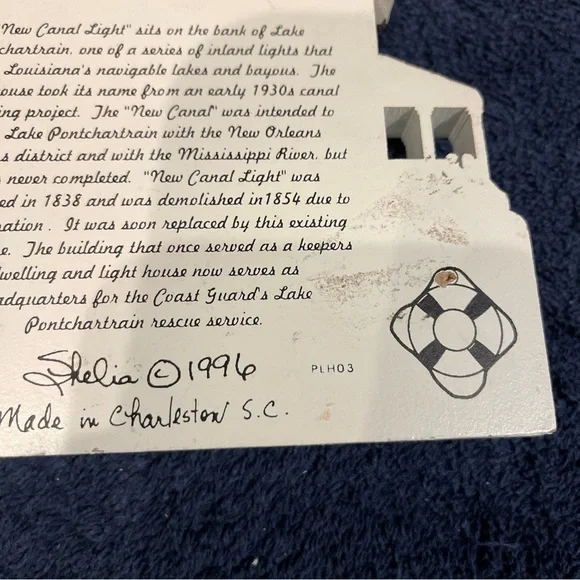 "New Canal Light" sits on the bank of Lake
chartrain, one of a series of inland lights that
Louisiana's navigable lakes and bayous. The
ouse took its name from an early 1930s canal
ing project. The "New Canal" was intended to
Lake Pontchartrain with the New Orleans
s district and with the Mississippi River, but
never completed. "New Canal Light" was
ed in 1838 and was demolished in1854 due to
ation. It was soon replaced by this existing
e. The building that once served as a keepers
welling and light house now serves as
adquarters for the Coast Guard's Lake
Pontchartrain rescue service.
Shelia © 1996
PLH03
Made in Charleston S.C.